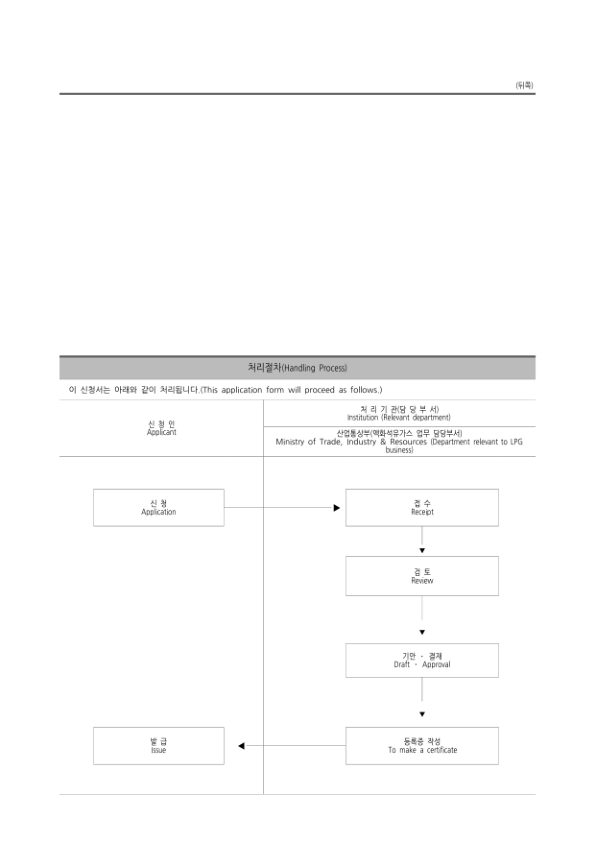 (뒤쪽)
처리절차(Handling Process)
이 신청서는 아래와 같이 처리됩니다.(This application form will proceed as follows.)
신 청 인
Applicant
처 리 기 관(담 당 부 서)
Institution (Relevant department)
산업통상부(액화석유가스 업무 담당부서)
Ministry of Trade, Industry & Resources (Department relevant to LPG
business)
신 청
Application
접 수
Receipt
검 토
Review
기안 · 결재
Draft · Approval
발 급
Issue
등록증 작성
To make a certificate